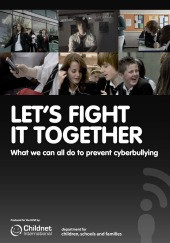 LET'S FIGHT
IT TOGETHER
What we can all do to prevent cyberbullying
Childnet
International
department for
children, schools and families